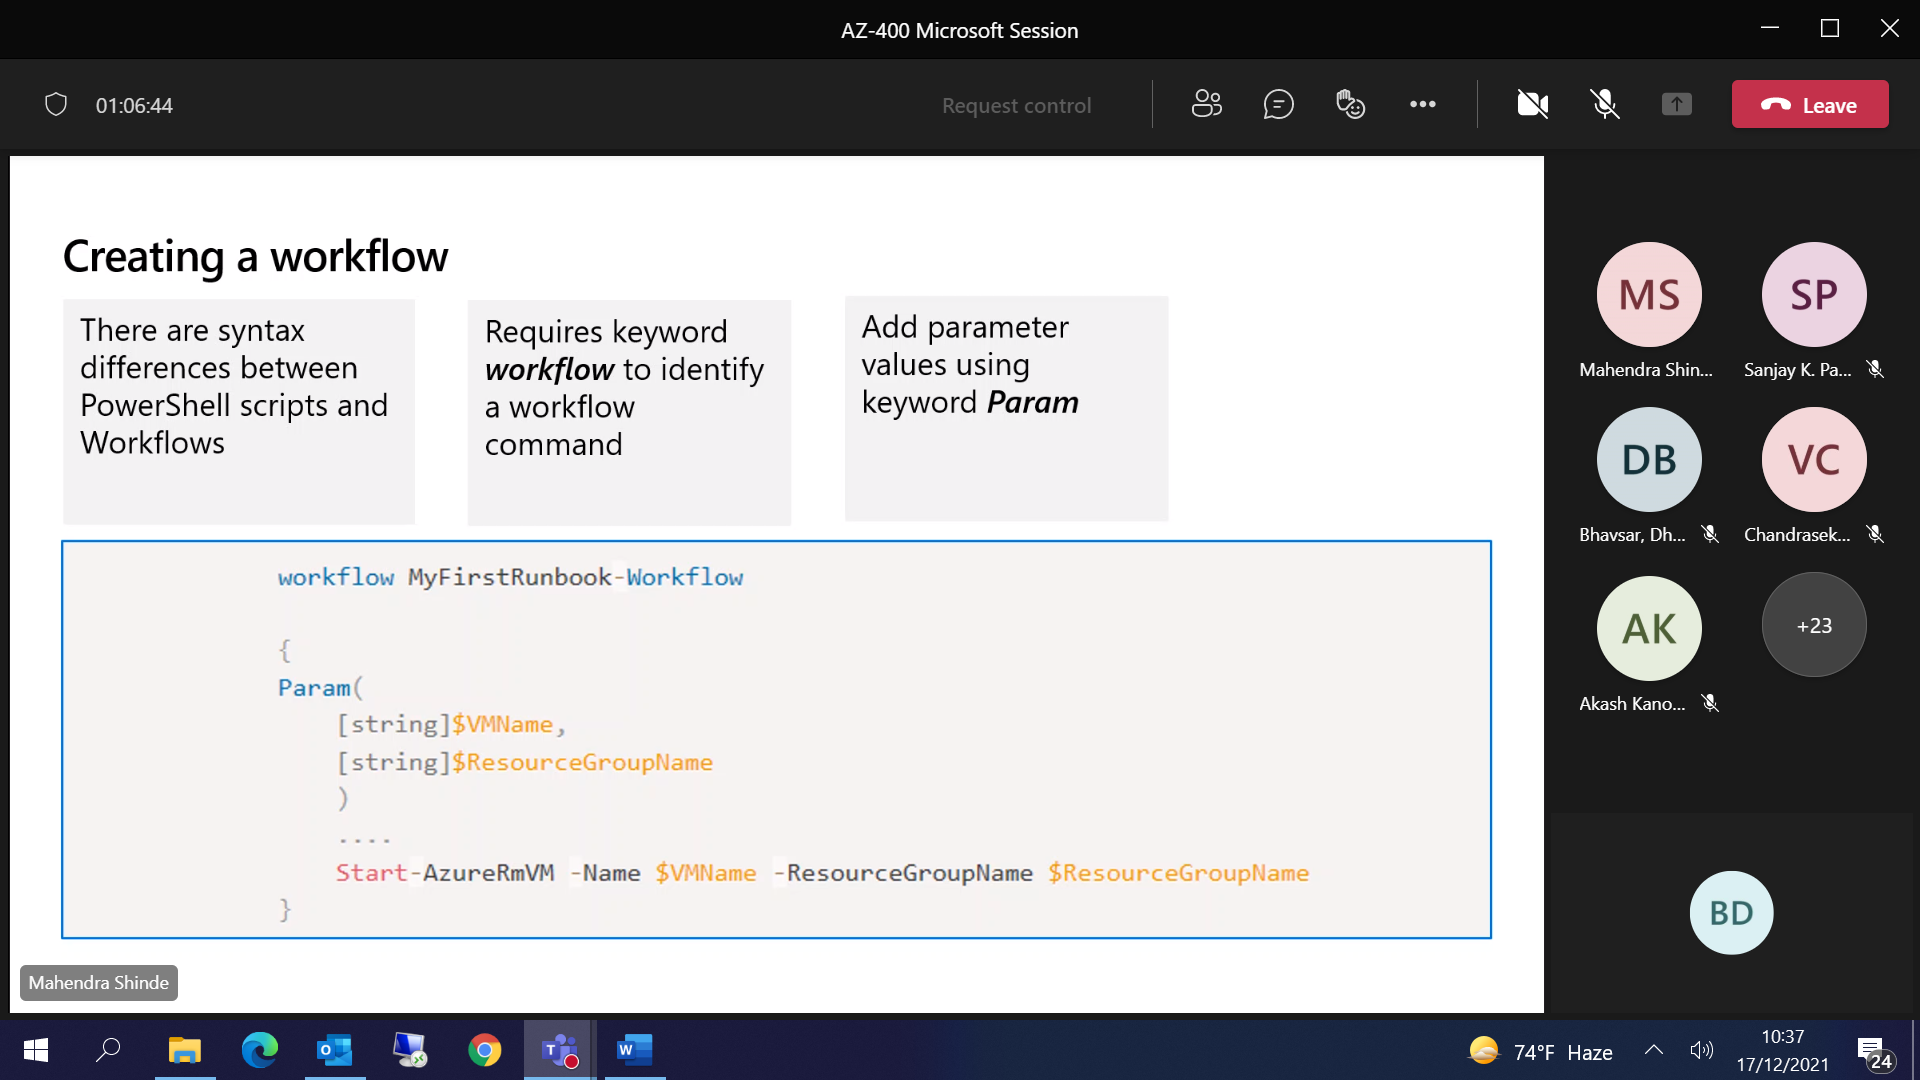 AZ-400 Microsoft Session
01:06:44
Request control
Leave
Creating a workflow
There are syntax
differences between
PowerShell scripts and
Workflows
Requires keyword
workflow to identify
a workflow
command
Add parameter
values using
keyword Param
workflow MyFirstRunbook-Workflow
{
Param(
[string]$VMName,
[string]$ResourceGroupName
)
....
Start-AzureRmVM -Name $VMName -ResourceGroupName $ResourceGroupName
}
Mahendra Shinde
MS
SP
Mahendra Shin...
Sanjay K. Pa...
DB
VC
Bhavsar, Dh...
Chandrasek...
AK
+23
Akash Kano...
BD
74°F Haze
10:37
17/12/2021
24